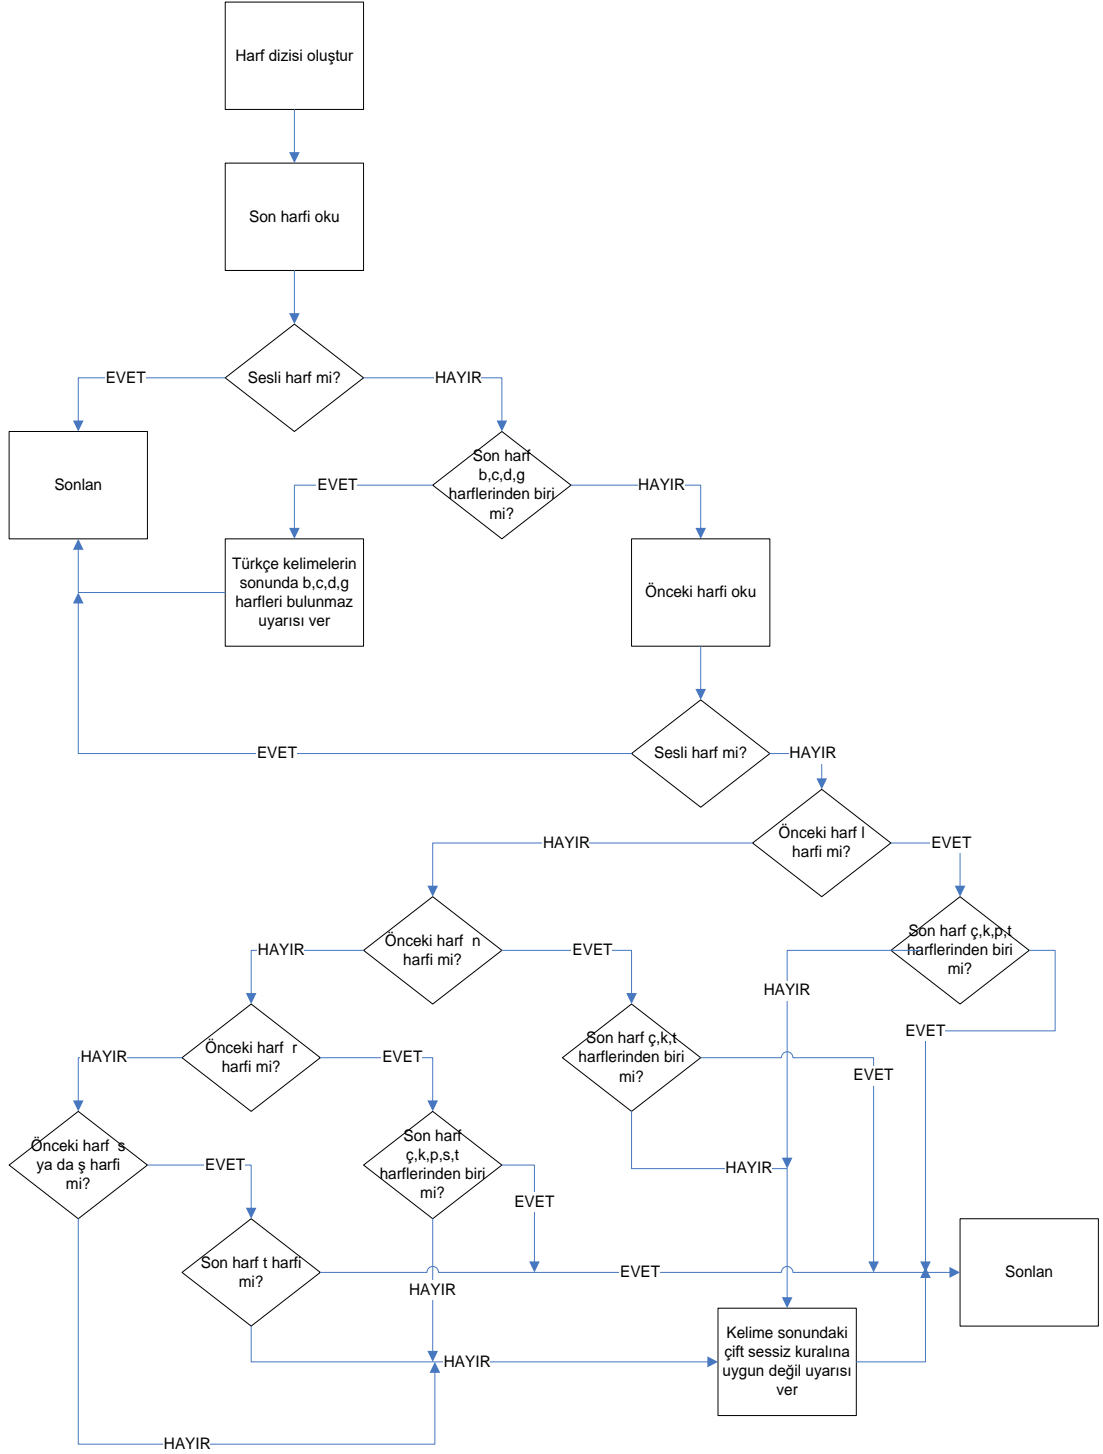 Harf dizisi oluştur
Son harfi oku
Sesli harf mi?
EVET
HAYIR
Sonlan
Son harf
b,c,d,g
harflerinden biri
mi?
EVET
HAYIR
Türkçe kelimelerin
sonunda b,c,d,g
harfleri bulunmaz
uyarısı ver
Önceki harfi oku
Sesli harf mi?
EVET
HAYIR
Önceki harf l
harfi mi?
HAYIR
EVET
Önceki harf n
harfi mi?
HAYIR
EVET
Son harf ç,k,p,t
harflerinden biri
mi?
HAYIR
EVET
Önceki harf r
harfi mi?
HAYIR
EVET
Son harf ç,k,t
harflerinden biri
mi?
EVET
HAYIR
Önceki harf s
ya da ş harfi
mi?
EVET
Son harf
ç,k,p,s,t
harflerinden biri
mi?
EVET
HAYIR
Son harf t harfi
mi?
EVET
Sonlan
HAYIR
Kelime sonundaki
çift sessiz kuralına
uygun değil uyarısı
ver
HAYIR